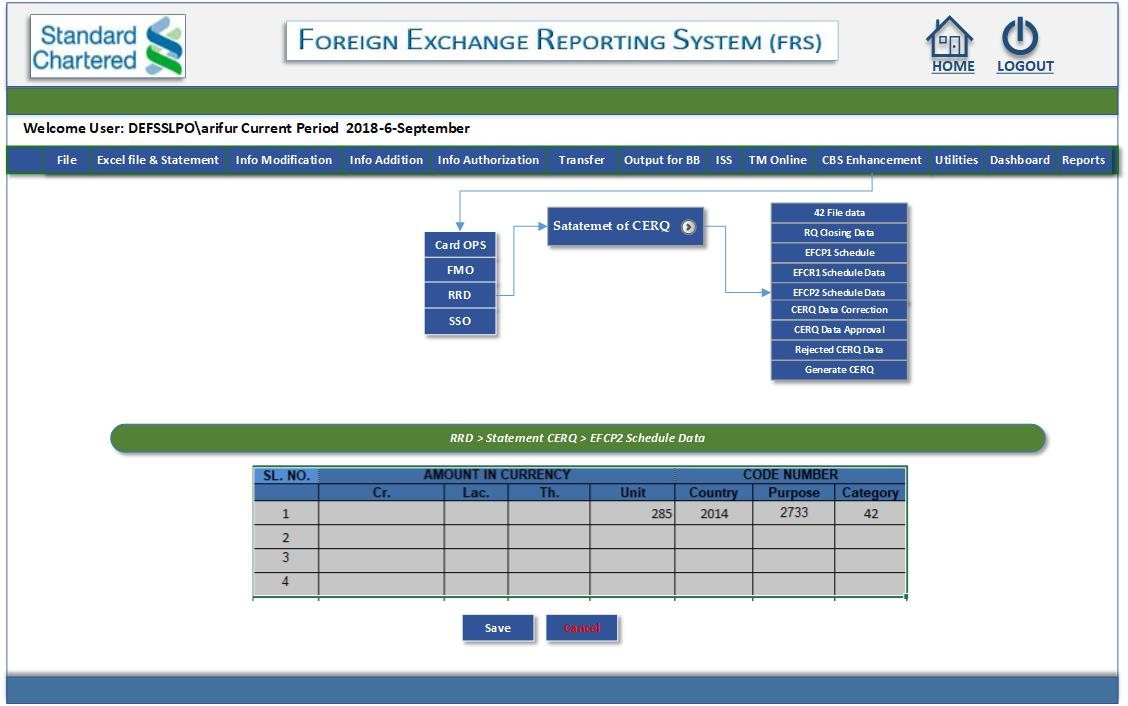 Standard
Chartered
FOREIGN EXCHANGE REPORTING SYSTEM (FRS)
HOME
LOGOUT
Welcome User: DEFSSLPO\arifur Current Period 2018-6-September
File Excel file & Statement Info Modification Info Addition Info Authorization Transfer Output for BB ISS TM Online CBS Enhancement Utilities Dashboard Reports
Card OPS
FMO
RRD
SSO
Satatemet of CERQ
42 File data
RQ Closing Data
EFCP1 Schedule
EFCR1 Schedule Data
EFCP2 Schedule Data
CERQ Data Correction
CERQ Data Approval
Rejected CERQ Data
Generate CERQ
RRD > Statement CERQ > EFCP2 Schedule Data
SL. NO. AMOUNT IN CURRENCY CODE NUMBER
Cr. Lac. Th. Unit Country Purpose Category
1 285 2014 2733 42
2
3
4
Save Cancel